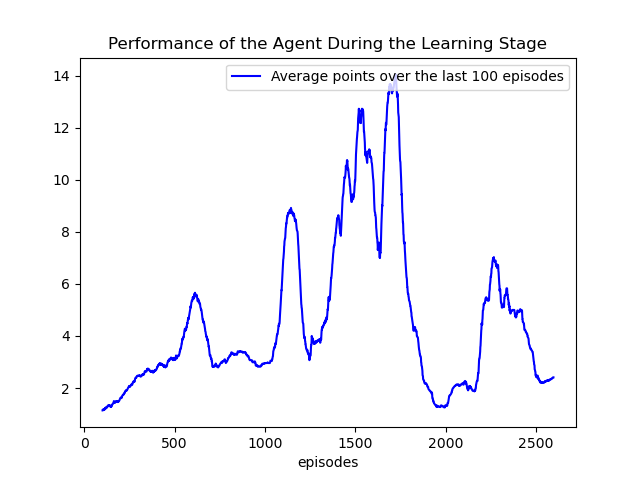 Performance of the Agent During the Learning Stage
Average points over the last 100 episodes
14
12
10
8
6
4
2
0 500 1000 1500 2000 2500
episodes